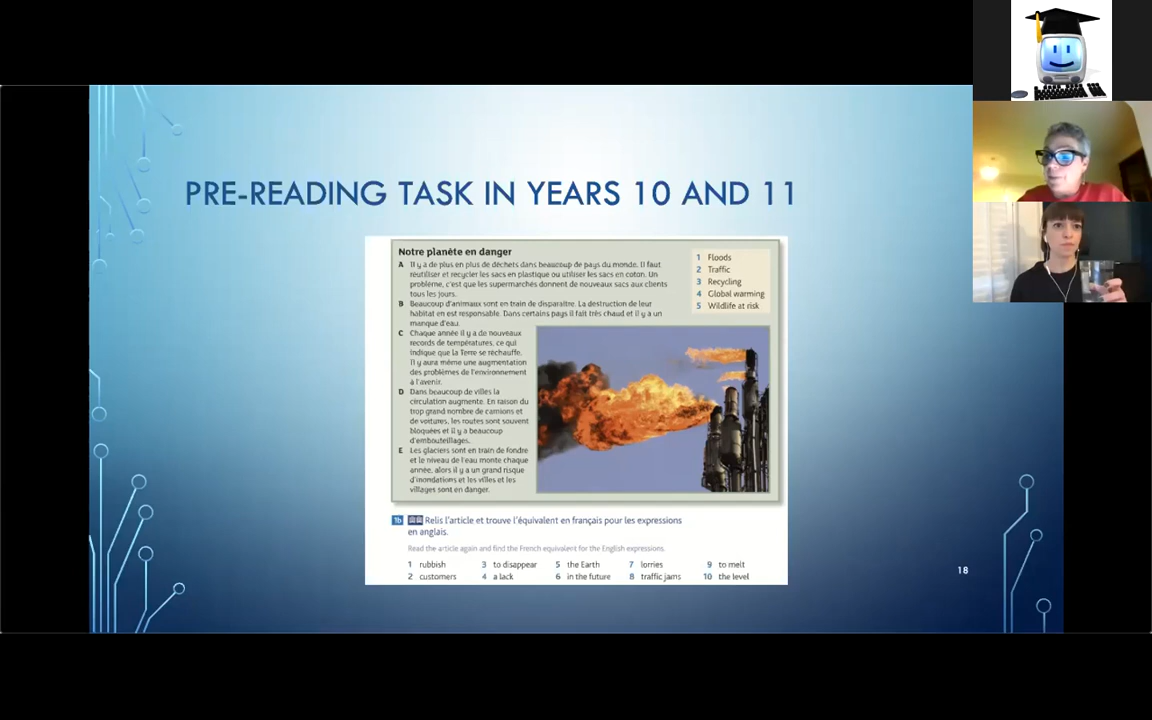 PRE-READING TASK IN YEARS 10 AND 11
Notre planète en danger
A Il y a de plus en plus de déchets dans beaucoup de pays du monde. Il faut
réutiliser et recycler les sacs en plastique ou utiliser les sacs en coton. Un
problème, c'est que les supermarchés donnent de nouveaux sacs aux clients
tous les jours.
B Beaucoup d'animaux sont en train de disparaître. La destruction de leur
habitat en est responsable. Dans certains pays il fait très chaud et il y a un
manque d'eau.
C Chaque année il y a de nouveaux
records de températures, ce qui
indique que la Terre se réchauffe.
Il y aura même une augmentation
des problèmes de l'environnement
à l'avenir.
D Dans beaucoup de villes la
circulation augmente. En raison du
trop grand nombre de camions et
de voitures, les routes sont souvent
bloquées et il y a beaucoup
d'embouteillages.
E Les glaciers sont en train de fondre
et le niveau de l'eau monte chaque
année, alors il y a un grand risque
d'inondations et les villes et les
villages sont en danger.
1 Floods
2 Traffic
3 Recycling
4 Global warming
5 Wildlife at risk
1b Relis l'article et trouve l'équivalent en français pour les expressions
en anglais.
Read the article again and find the French equivalent for the English expressions.
1 rubbish 3 to disappear 5 the Earth 7 lorries 9 to melt
2 customers 4 a lack 6 in the future 8 traffic jams 10 the level
18